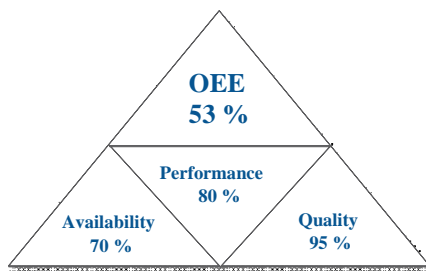 OEE
53 %
Performance
80 %
Availability
70 %
Quality
95 %